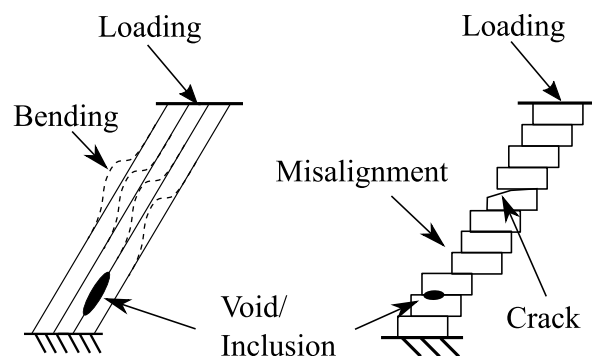 Loading
Bending
Void/
Inclusion
Loading
Misalignment
Crack